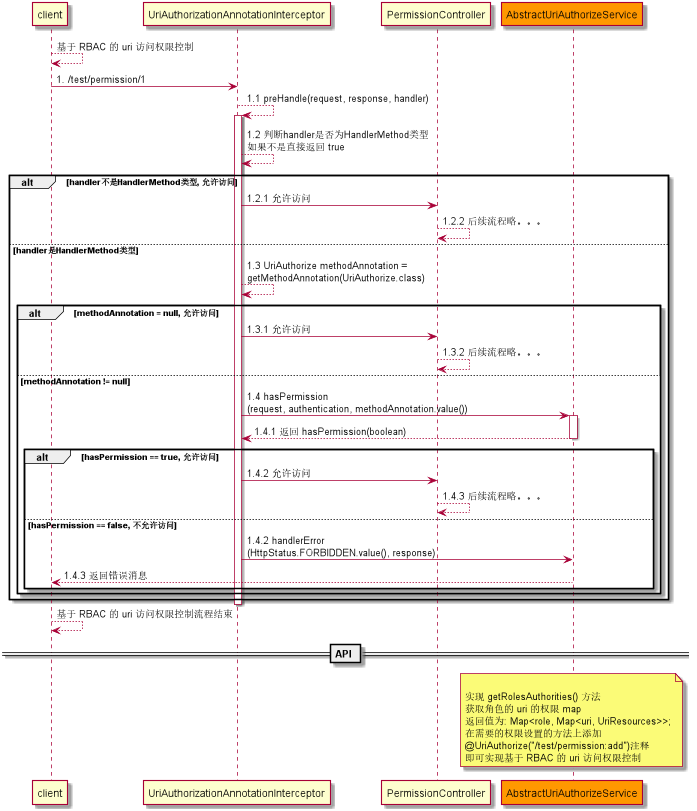 client
UriAuthorizationAnnotationInterceptor
PermissionController
AbstractUriAuthorizeService
基于 RBAC 的 uri 访问权限控制
1. /test/permission/1
1.1 preHandle(request, response, handler)
1.2 判断handler是否为HandlerMethod类型
如果不是直接返回 true
alt
[handler不是HandlerMethod类型, 允许访问]
1.2.1 允许访问
1.2.2 后续流程略。。。
[handler是HandlerMethod类型]
1.3 UriAuthorize methodAnnotation =
getMethodAnnotation(UriAuthorize.class)
alt
[methodAnnotation = null, 允许访问]
1.3.1 允许访问
1.3.2 后续流程略。。。
[methodAnnotation != null]
1.4 hasPermission
(request, authentication, methodAnnotation.value())
1.4.1 返回 hasPermission(boolean)
alt
[hasPermission == true, 允许访问]
1.4.2 允许访问
1.4.3 后续流程略。。。
[hasPermission == false, 不允许访问]
1.4.2 handlerError
(HttpStatus.FORBIDDEN.value(), response)
1.4.3 返回错误消息
基于 RBAC 的 uri 访问权限控制流程结束
API
实现 getRolesAuthorities() 方法
获取角色的 uri 的权限 map
返回值为: Map<role, Map<uri, UriResources>>;
在需要的权限设置的方法上添加
@UriAuthorize("/test/permission:add")注释
即可实现基于 RBAC 的 uri 访问权限控制
client
UriAuthorizationAnnotationInterceptor
PermissionController
AbstractUriAuthorizeService